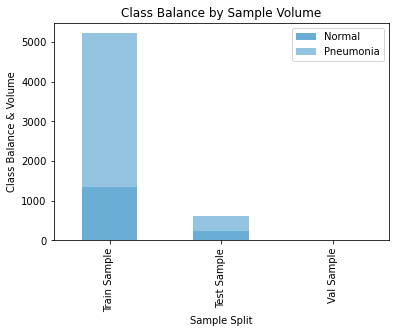 Class Balance by Sample Volume
Normal
Pneumonia
Class Balance & Volume
5000
4000
3000
2000
1000
0
Train Sample
Test Sample
Val Sample
Sample Split